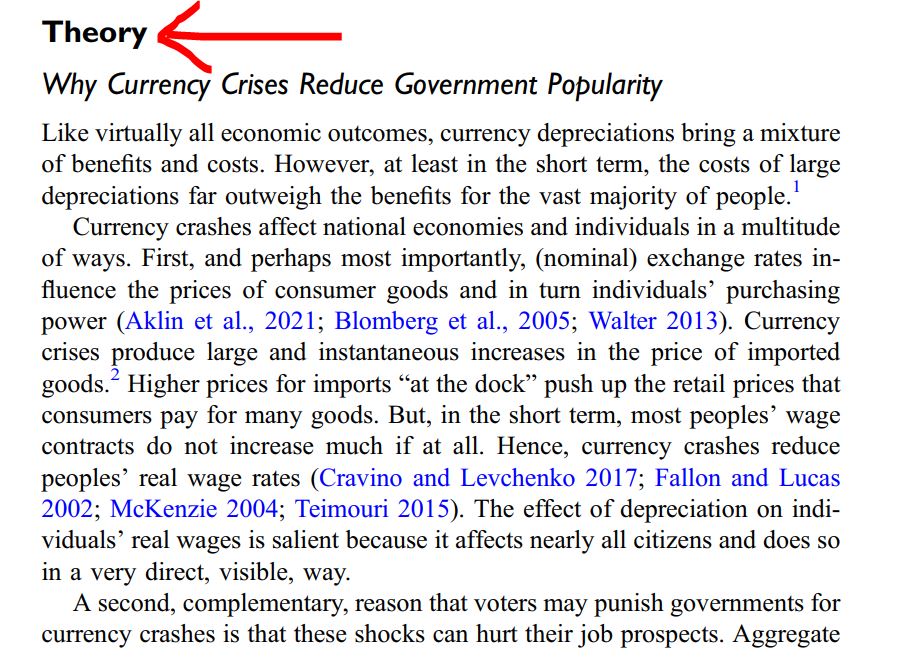 Theory
Why Currency Crises Reduce Government Popularity
Like virtually all economic outcomes, currency depreciations bring a mixture
of benefits and costs. However, at least in the short term, the costs of large
depreciations far outweigh the benefits for the vast majority of people.1
Currency crashes affect national economies and individuals in a multitude
of ways. First, and perhaps most importantly, (nominal) exchange rates in-
fluence the prices of consumer goods and in turn individuals’ purchasing
power (Aklin et al., 2021; Blomberg et al., 2005; Walter 2013). Currency
crises produce large and instantaneous increases in the price of imported
goods.2 Higher prices for imports “at the dock” push up the retail prices that
consumers pay for many goods. But, in the short term, most peoples’ wage
contracts do not increase much if at all. Hence, currency crashes reduce
peoples’ real wage rates (Cravino and Levchenko 2017; Fallon and Lucas
2002; McKenzie 2004; Teimouri 2015). The effect of depreciation on indi-
viduals’ real wages is salient because it affects nearly all citizens and does so
in a very direct, visible, way.
A second, complementary, reason that voters may punish governments for
currency crashes is that these shocks can hurt their job prospects. Aggregate